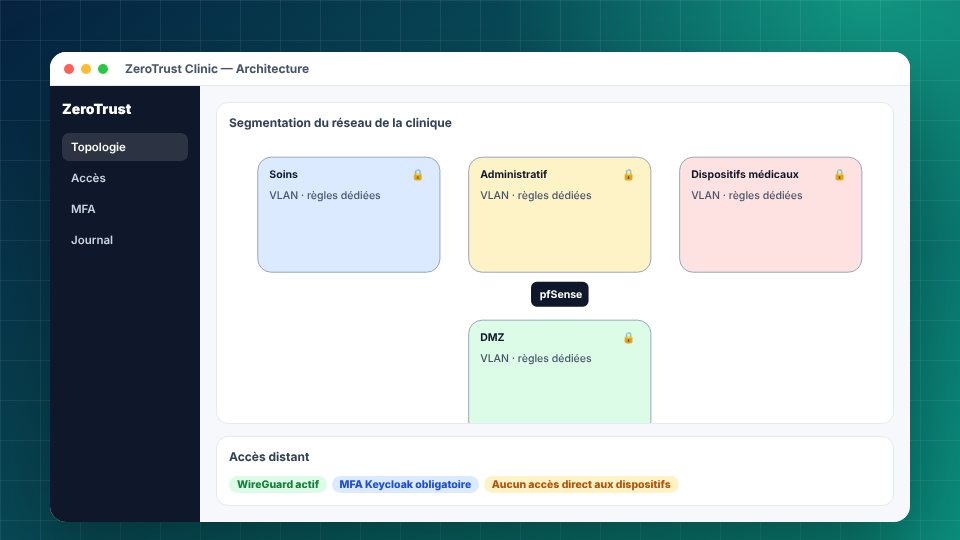 ZeroTrust Clinic — Architecture
ZeroTrust
Topologie
Accès
MFA
Journal
Segmentation du réseau de la clinique
Soins
VLAN · règles dédiées
Administratif
VLAN · règles dédiées
Dispositifs médicaux
VLAN · règles dédiées
pfSense
DMZ
VLAN · règles dédiées
Accès distant
WireGuard actif
MFA Keycloak obligatoire
Aucun accès direct aux dispositifs